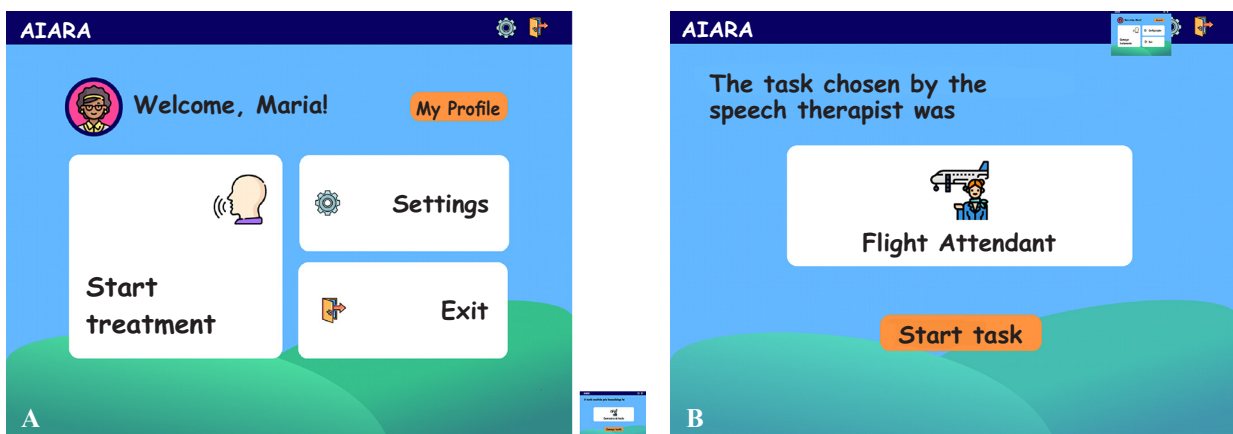 AIARA
Welcome, Maria!
My Profile
Start
treatment
Settings
Exit
A
AIARA
The task chosen by the
speech therapist was
Flight Attendant
Start task
B